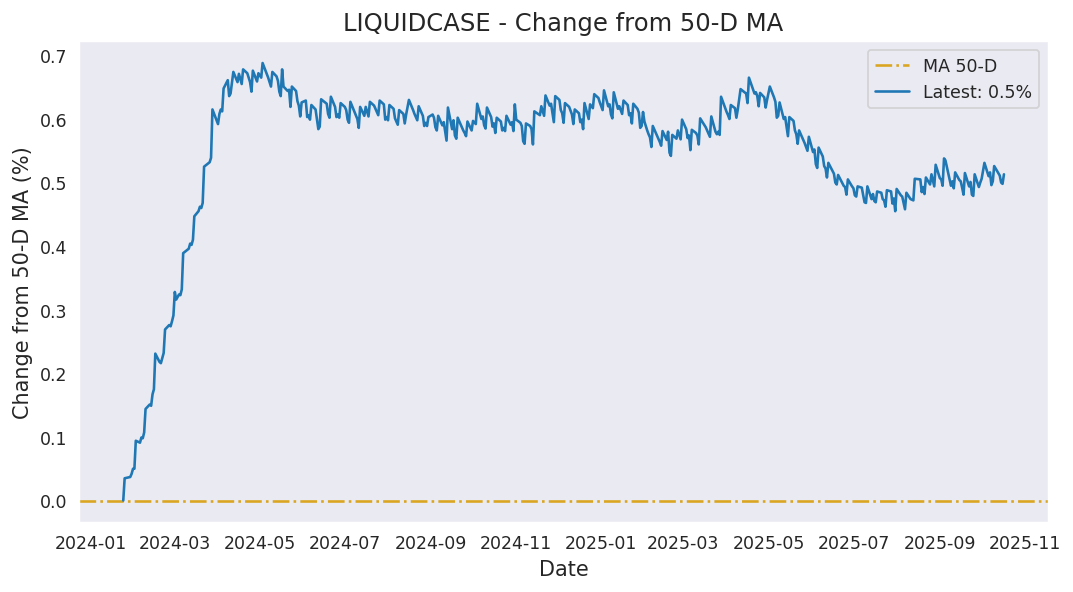 LIQUIDCASE - Change from 50-D MA
MA 50-D
Latest: 0.5%
Change from 50-D MA (%)
0.7
0.6
0.5
0.4
0.3
0.2
0.1
0.0
2024-01 2024-03 2024-05 2024-07 2024-09 2024-11 2025-01 2025-03 2025-05 2025-07 2025-09 2025-11
Date